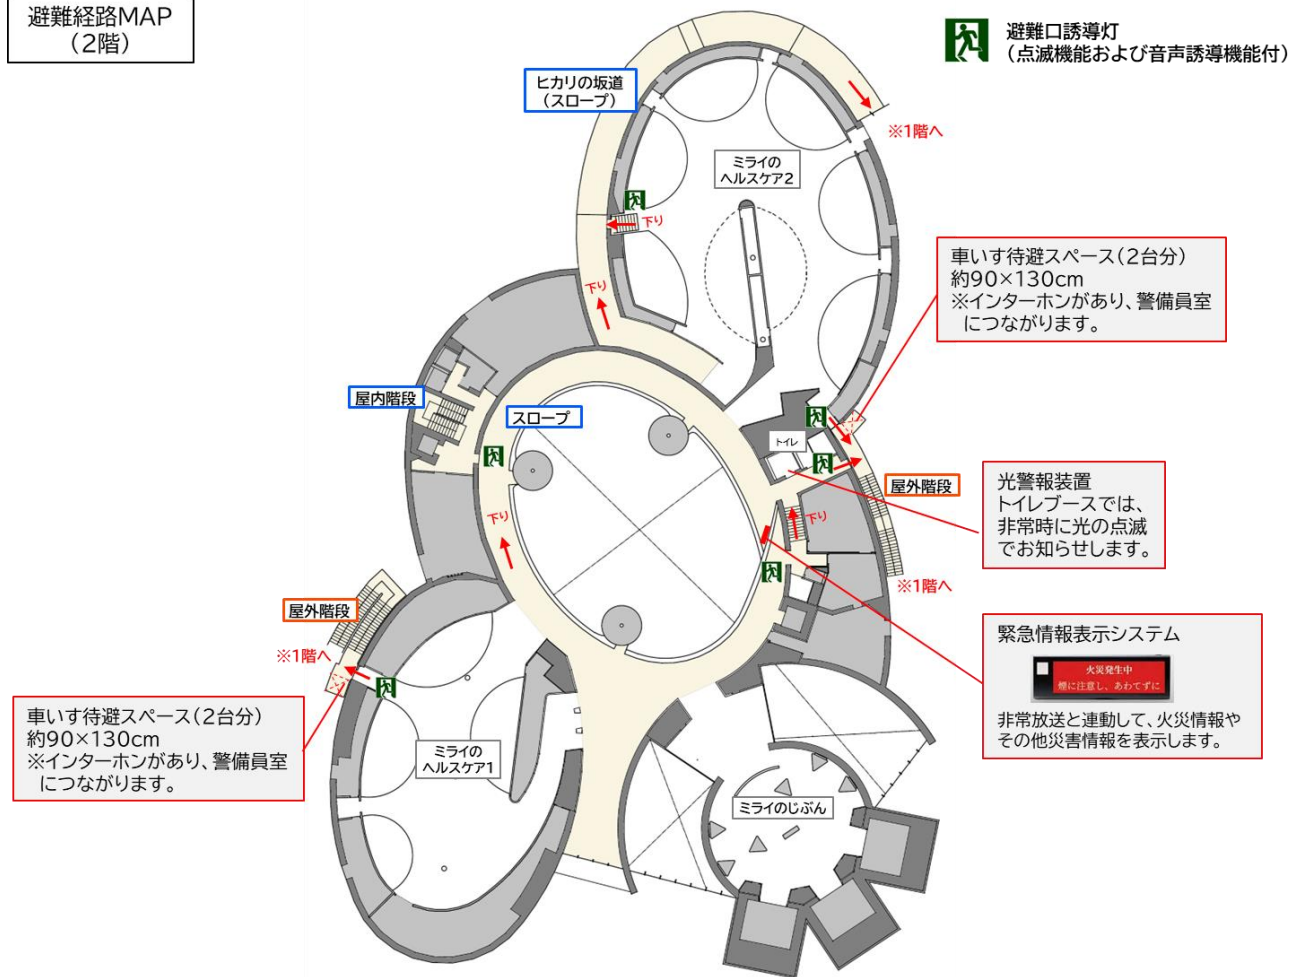 避難経路MAP
(2階)
避難口誘導灯
(点滅機能および音声誘導機能付)
ヒカリの坂道
(スロープ)
※1階へ
ミライの
ヘルスケア2
下り
下り
車いす待避スペース(2台分)
約90×130cm
※インターホンがあり、警備員室
につながります。
屋内階段
スロープ
トイレ
屋外階段
光警報装置
トイレブースでは、
非常時に光の点滅
でお知らせします。
下り
下り
※1階へ
屋外階段
※1階へ
緊急情報表示システム
火災発生中
煙に注意し、あわてずに
非常放送と連動して、火災情報や
その他災害情報を表示します。
車いす待避スペース(2台分)
約90×130cm
※インターホンがあり、警備員室
につながります。
ミライの
ヘルスケア1
ミライのじぶん